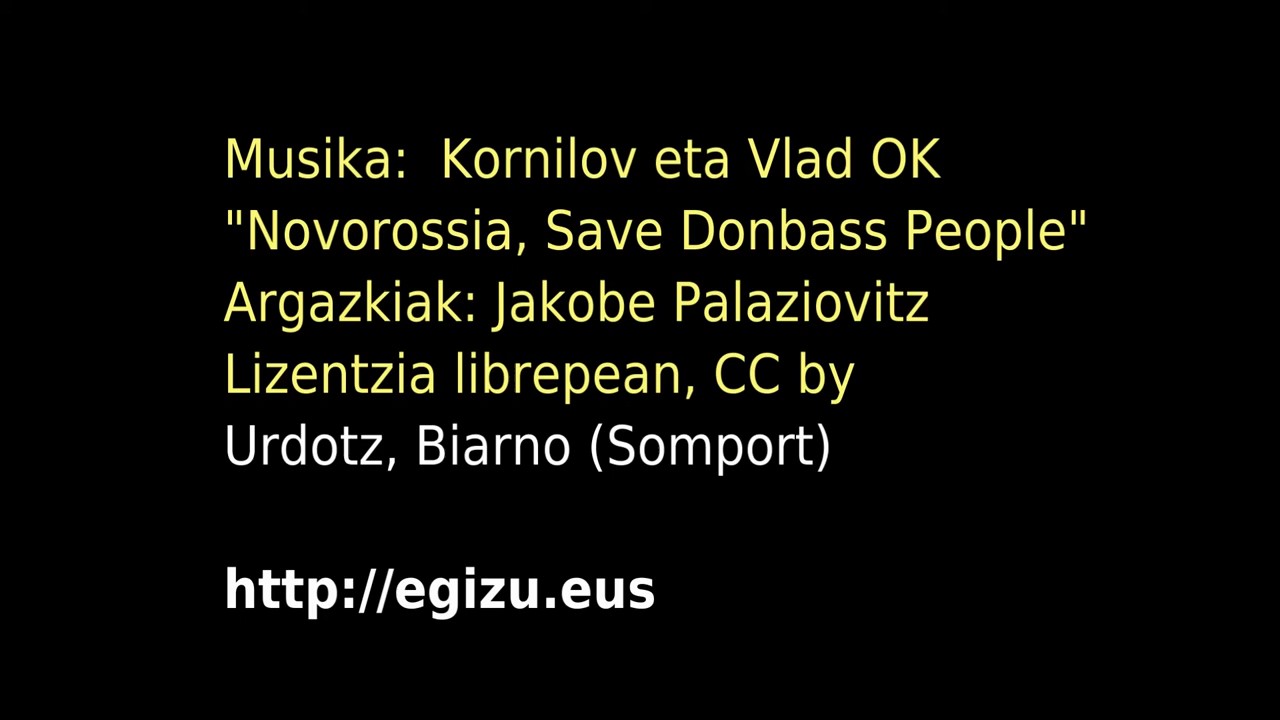 Musika:  Kornilov eta Vlad OK
"Novorossia, Save Donbass People"
Argazkiak: Jakobe Palaziovitz
Lizentzia librepean, CC by
Urdotz, Biarno (Somport)
http://egizu.eus